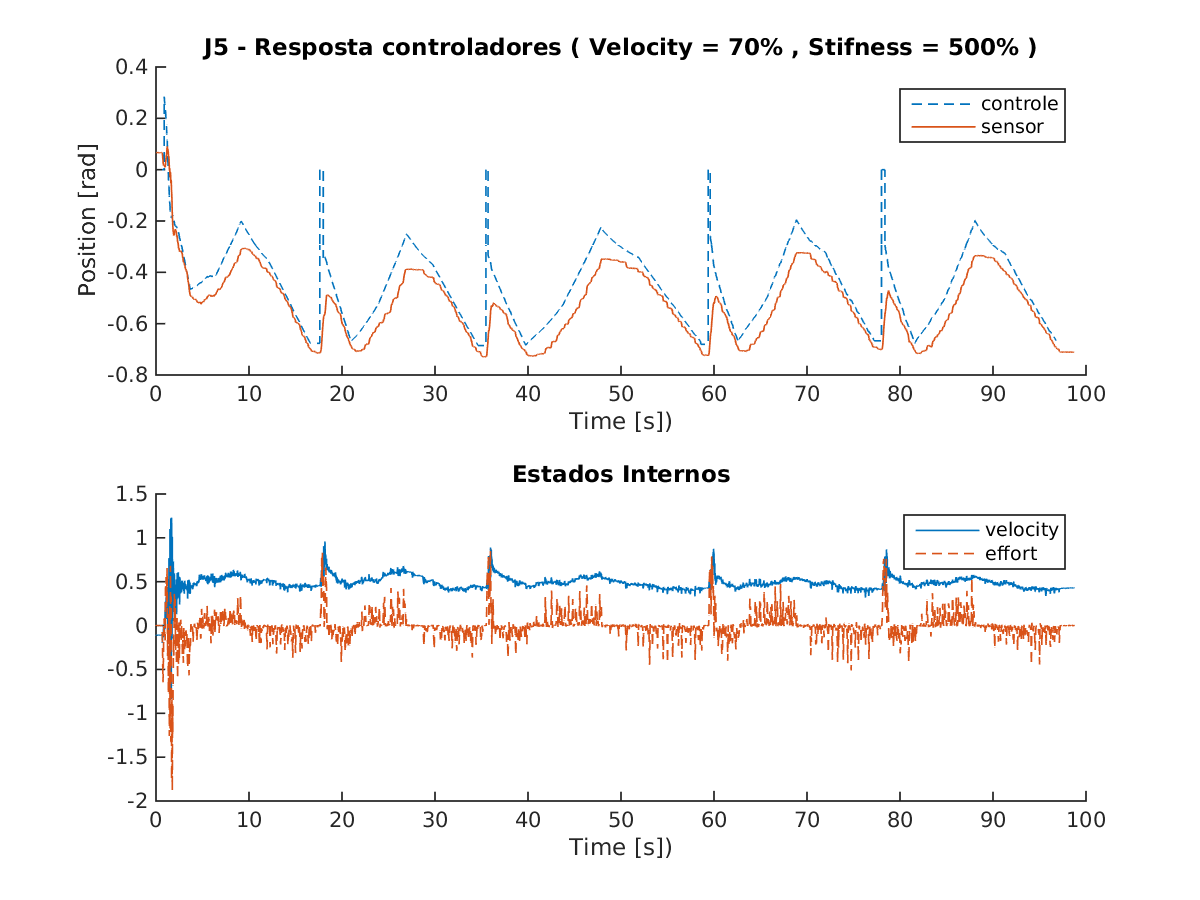 J5 - Resposta controladores ( Velocity = 70% , Stifness = 500% )
0.4
0.2
0
-0.2
-0.4
-0.6
-0.8
Position [rad]
controle
sensor
0 10 20 30 40 50 60 70 80 90 100
Time [s])
Estados Internos
1.5
1
0.5
0
-0.5
-1
-1.5
-2
velocity
effort
0 10 20 30 40 50 60 70 80 90 100
Time [s])